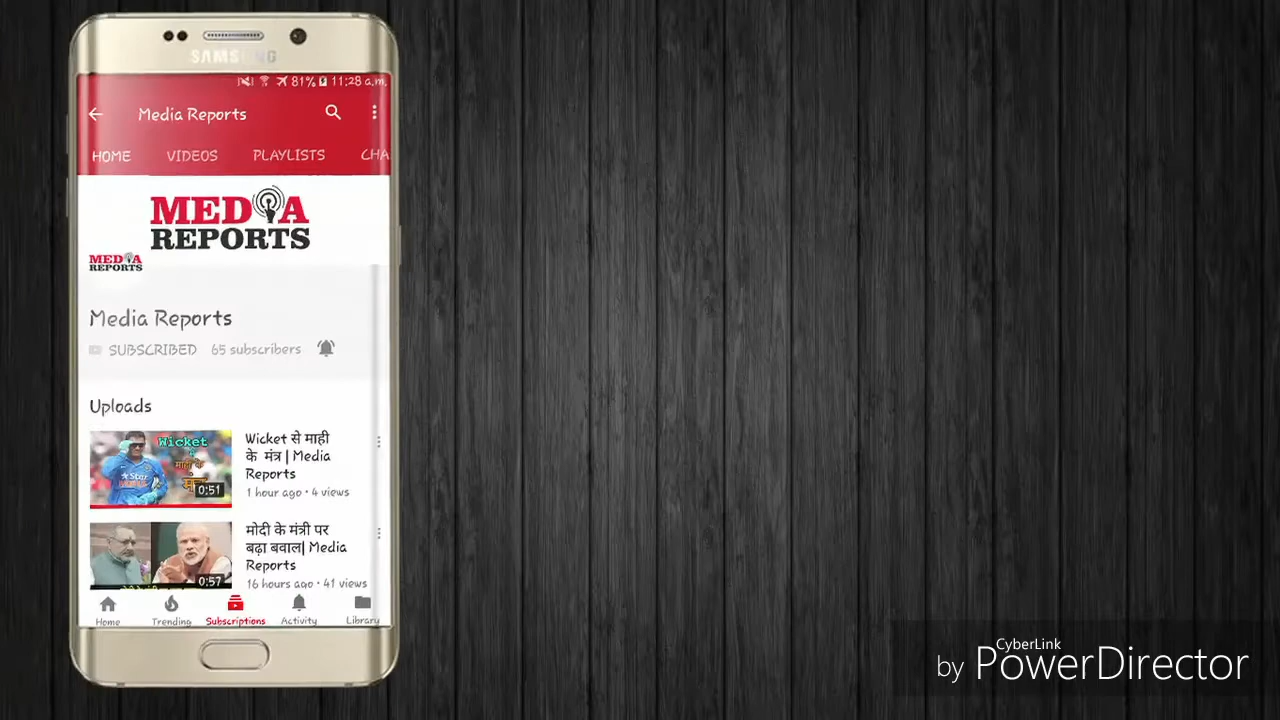 SAMSUNG
81% 11:28 a.m.
Media Reports
HOME VIDEOS PLAYLISTS CHA
MEDIA
REPORTS
MEDIA
REPORTS
Media Reports
SUBSCRIBED 65 subscribers
Uploads
Wicket से माही
के मंत्र | Media
Reports
1 hour ago • 4 views
Wicket
माही के
0:51
मोदी के मंत्री पर
बढ़ा बवाल| Media
Reports
16 hours ago • 41 views
0:57
Home Trending Subscriptions Activity Library
CyberLink
by PowerDirector